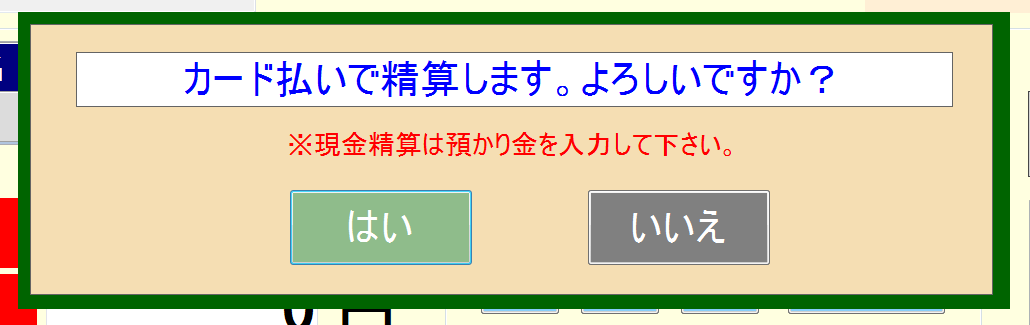 カード払いで精算します。よろしいですか？
※現金精算は預かり金を入力して下さい。
はい
いいえ